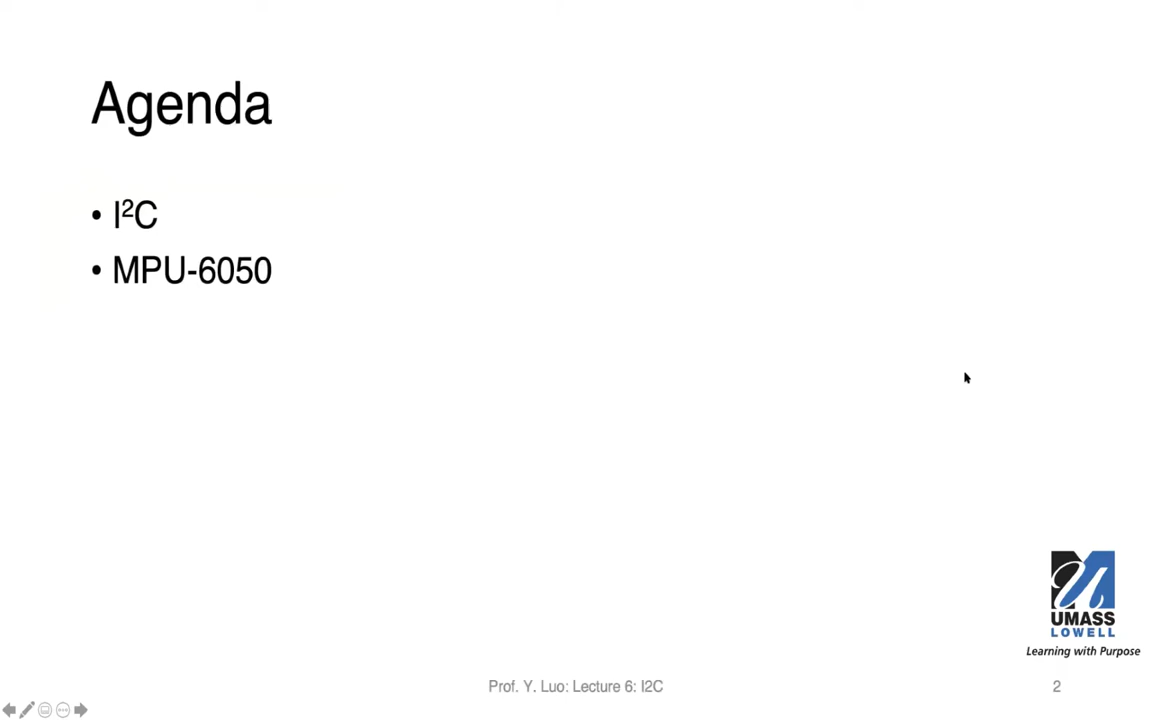 Agenda
• I²C
• MPU-6050
UMASS
LOWELL
Learning with Purpose
Prof. Y. Luo: Lecture 6: I2C
2